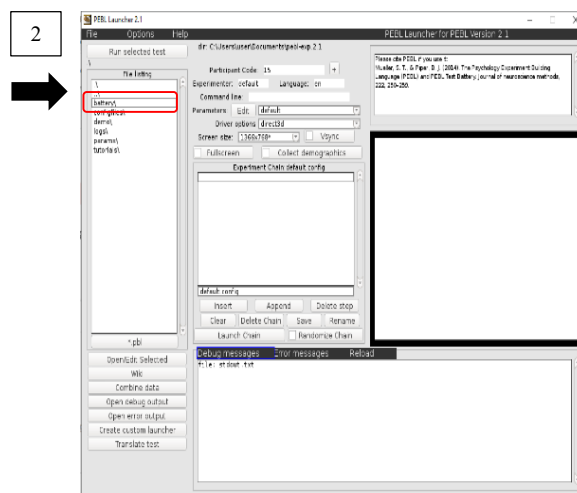 2
PEBL Launcher 2.1
File Options Help
PEBL Launcher for PEBL Version 2.1
Run selected test
\
File listing
.\
..\
battery\
demo\
logs\
params\
tutorials\
*.pbl
Open/Edit Selected
Wiki
Combine data
Open debug output
Open error output
Create custom launcher
Translate test
dir: C:\Users\user\Documents\pebl-exp.2.1
Participant Code: 15 +
Experimenter: default Language: en
Command line:
Parameters Edit default
Driver options direct3d
Screen size: 1366x768* Vsync
Fullscreen Collect demographics
Experiment Chain default config
default config
Insert Append Delete step
Clear Delete Chain Save Rename
Launch Chain Randomize Chain
Please cite PEBL if you use it:
Mueller, S. T. & Piper, B. J. (2014). The Psychology Experiment Building
Language (PEBL) and PEBL Test Battery. Journal of neuroscience methods,
222, 250-259.
Debug messages Error messages Reload
file: stdout.txt